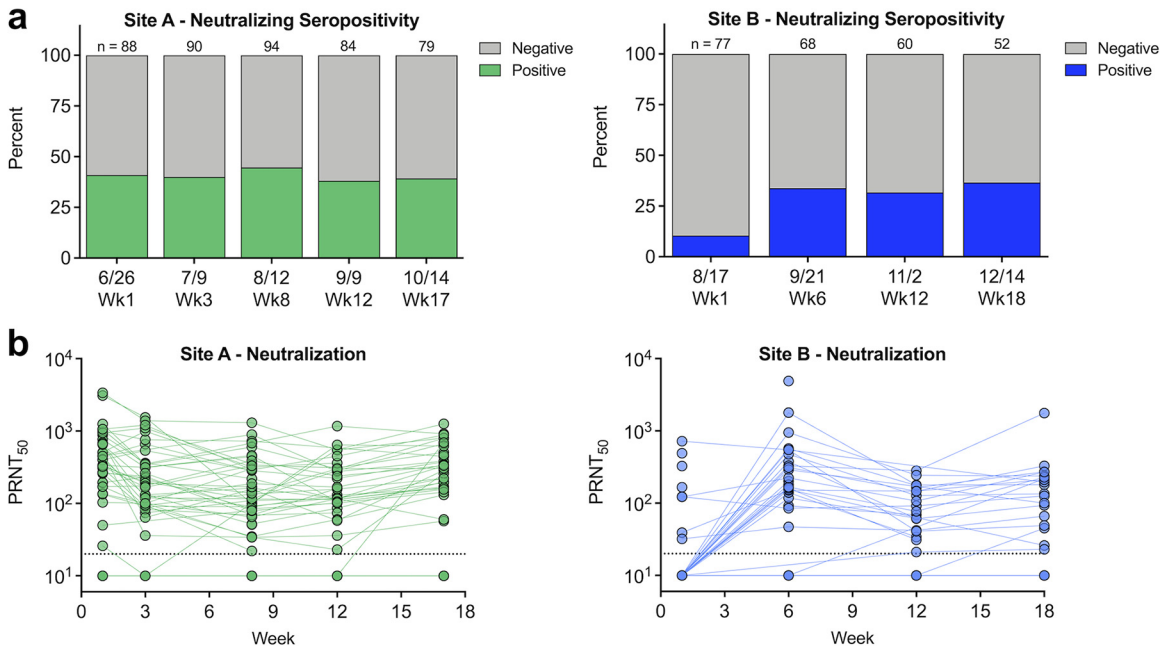 a
Site A - Neutralizing Seropositivity
n = 88 90 94 84 79
Negative
Positive
Percent
100
75
50
25
0
6/26 7/9 8/12 9/9 10/14
Wk1 Wk3 Wk8 Wk12 Wk17
Site B - Neutralizing Seropositivity
n = 77 68 60 52
Negative
Positive
Percent
100
75
50
25
0
8/17 9/21 11/2 12/14
Wk1 Wk6 Wk12 Wk18
b
Site A - Neutralization
PRNT50
10⁴
10³
10²
10¹
0 3 6 9 12 15 18
Week
Site B - Neutralization
PRNT50
10⁴
10³
10²
10¹
0 3 6 9 12 15 18
Week